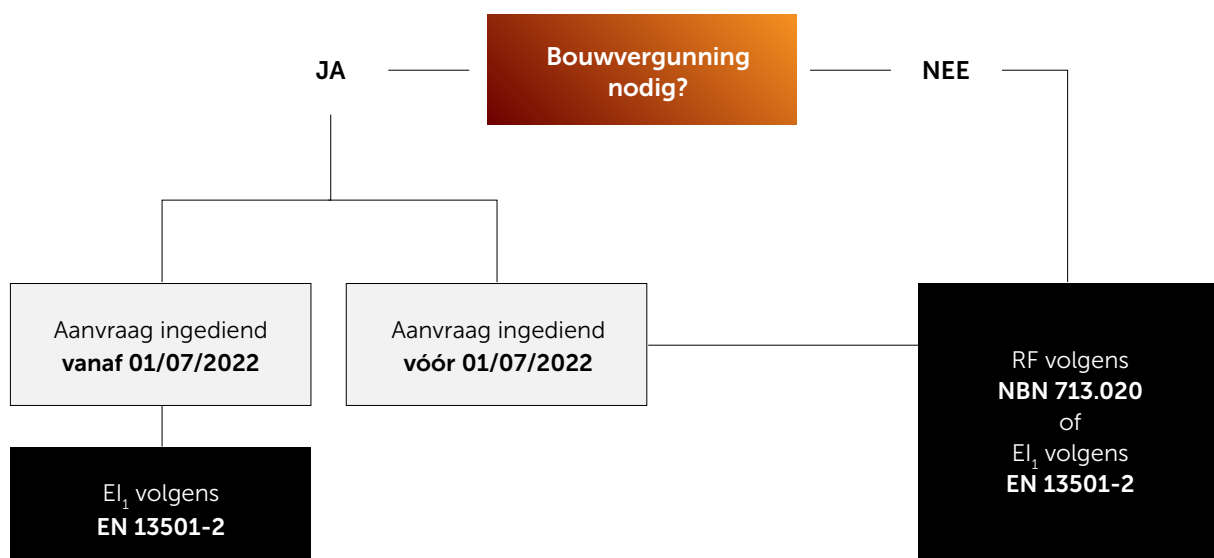 JA
Bouwvergunning
nodig?
NEE
Aanvraag ingediend
vanaf 01/07/2022
Aanvraag ingediend
vóór 01/07/2022
RF volgens
NBN 713.020
of
EI₁ volgens
EN 13501-2
EI₁ volgens
EN 13501-2